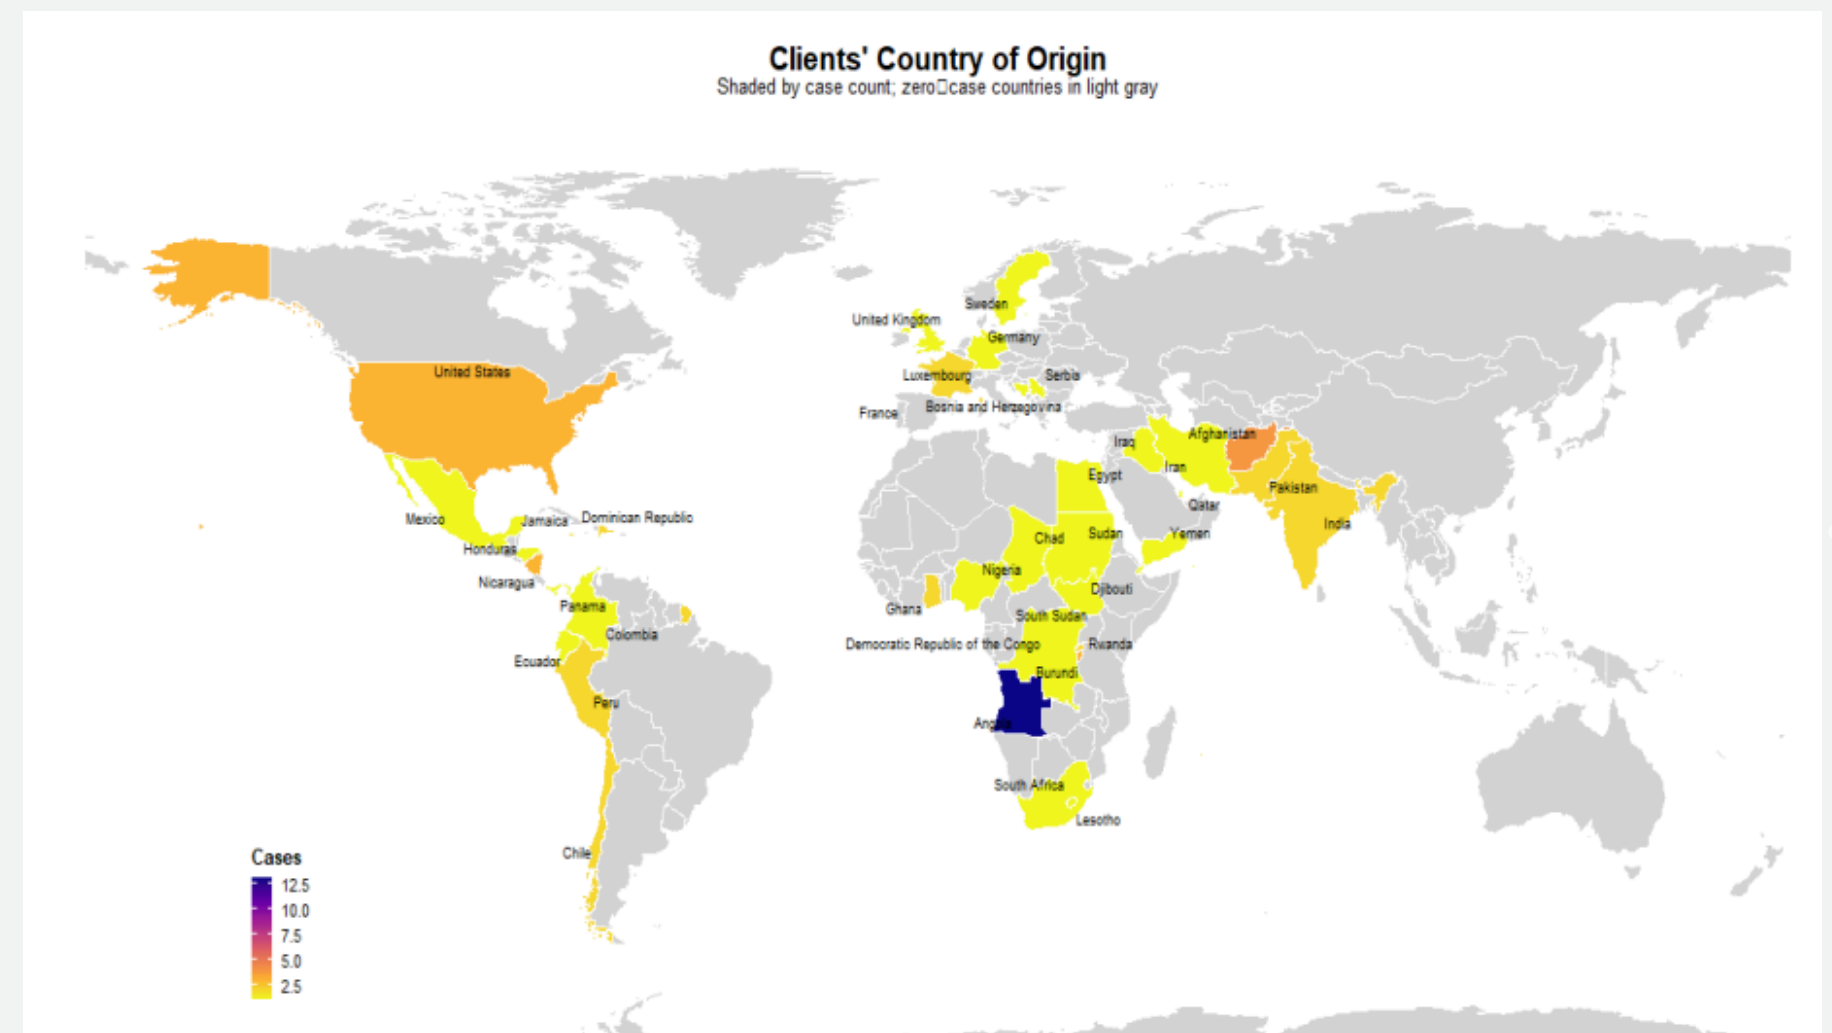 Clients' Country of Origin
Shaded by case count; zero□case countries in light gray
Sweden
United Kingdom
Germany
United States
Luxembourg
Serbia
France
Bosnia and Herzegovina
Afghanistan
Iraq
Iran
Egypt
Pakistan
Qatar
Mexico
Jamaica
Dominican Republic
India
Chad
Sudan
Yemen
Honduras
Nigeria
Nicaragua
Djibouti
Panama
Ghana
South Sudan
Colombia
Democratic Republic of the Congo
Rwanda
Ecuador
Burundi
Peru
Angola
South Africa
Lesotho
Chile
Cases
12.5
10.0
7.5
5.0
2.5